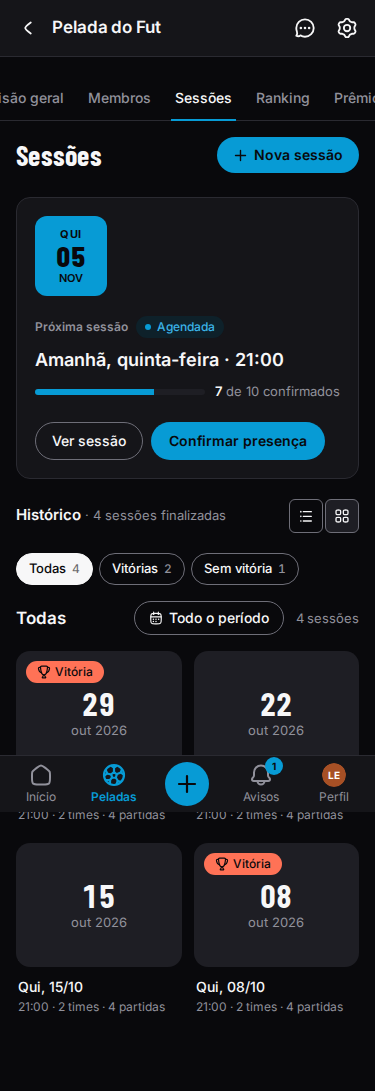 Pelada do Fut
isão geral Membros Sessões Ranking Prêmio
Sessões
+ Nova sessão
QUI
05
NOV
Próxima sessão Agendada
Amanhã, quinta-feira · 21:00
7 de 10 confirmados
Ver sessão Confirmar presença
Histórico · 4 sessões finalizadas
Todas 4 Vitórias 2 Sem vitória 1
Todas Todo o período 4 sessões
Vitória
29 22
out 2026 out 2026
1
LE
Início Peladas Avisos Perfil
21:00 · 2 times · 4 partidas 21:00 · 2 times · 4 partidas
Vitória
15 08
out 2026 out 2026
Qui, 15/10 Qui, 08/10
21:00 · 2 times · 4 partidas 21:00 · 2 times · 4 partidas